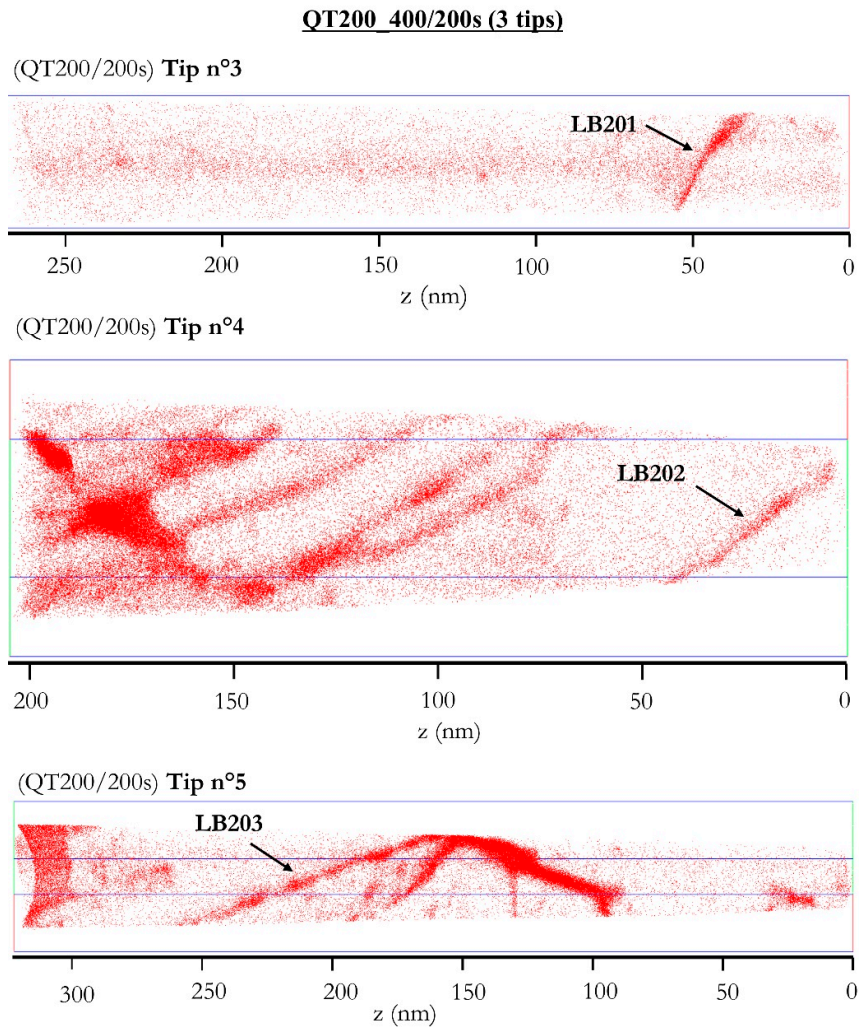 QT200_400/200s (3 tips)
(QT200/200s) Tip n°3
LB201
250 200 150 100 50 0
z (nm)
(QT200/200s) Tip n°4
LB202
200 150 100 50 0
z (nm)
(QT200/200s) Tip n°5
LB203
300 250 200 150 100 50 0
z (nm)